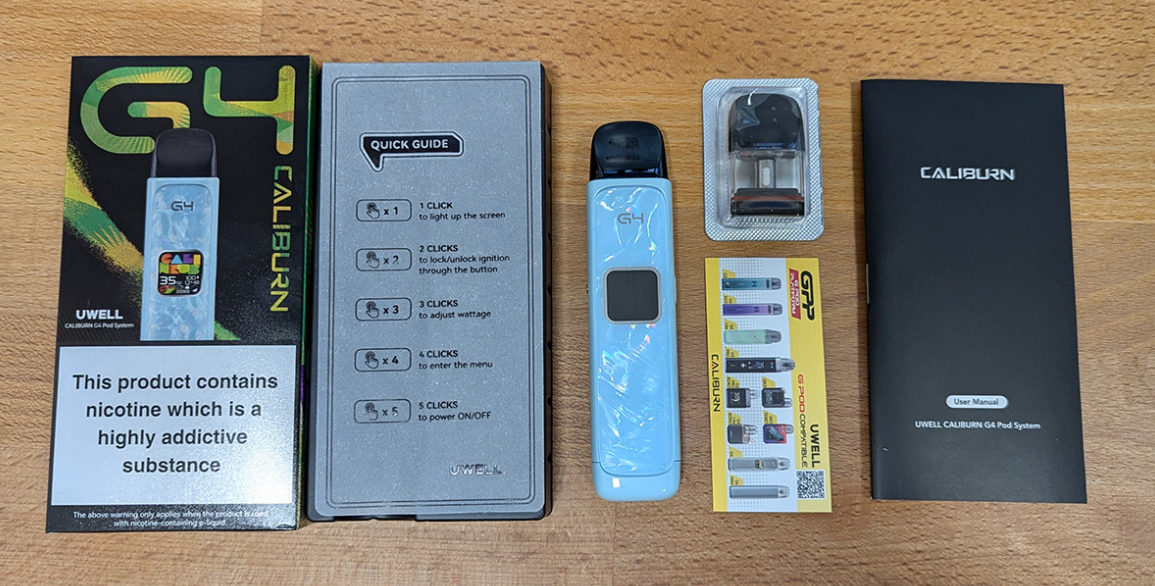 G4
CALIBURN
G4
CALI
35
UWELL
CALIBURN G4 Pod System
This product contains
nicotine which is a
highly addictive
substance
The above warning only applies when the product is used
with nicotine-containing e-liquid.
QUICK GUIDE
x 1
1 CLICK
to light up the screen
x 2
2 CLICKS
to lock/unlock ignition
through the button
x 3
3 CLICKS
to adjust wattage
x 4
4 CLICKS
to enter the menu
x 5
5 CLICKS
to power ON/OFF
UWELL
G4
GPP
CALIBURN
G POD COMPATIBLE
UWELL
CALIBURN
User Manual
UWELL CALIBURN G4 Pod System